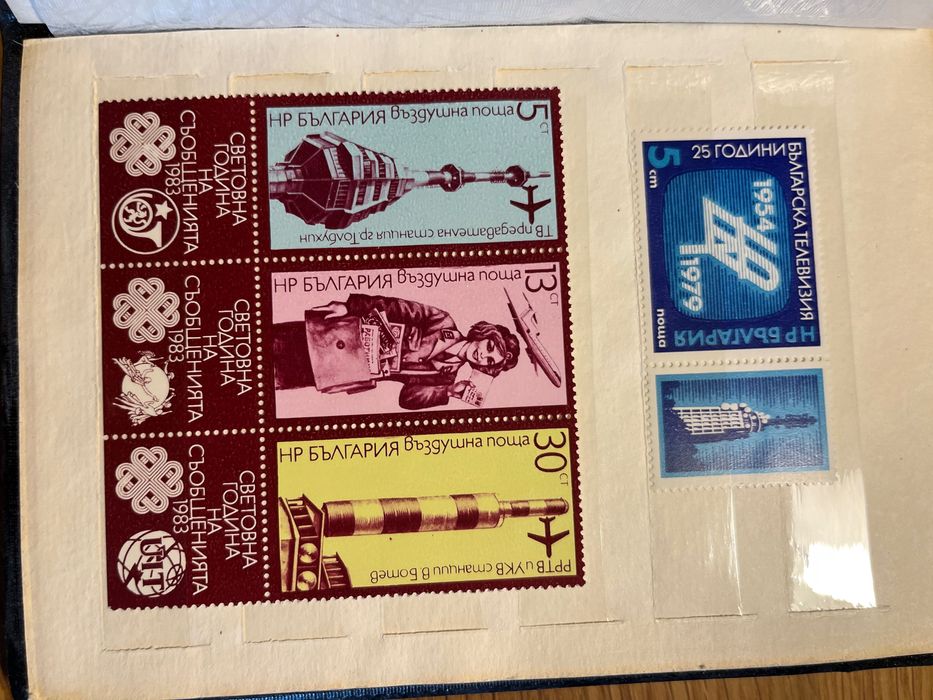 НР БЪЛГАРИЯ въздушна поща
5 СТ
ТВ предавателна станция гр. Толбухин
СВЕТОВНА
ГОДИНА
НА
СЪОБЩЕНИЯТА
1983
НР БЪЛГАРИЯ въздушна поща
13 СТ
СВЕТОВНА
ГОДИНА
НА
СЪОБЩЕНИЯТА
1983
НР БЪЛГАРИЯ въздушна поща
30 СТ
РРТВ и УКВ станции В. Ботев
СВЕТОВНА
ГОДИНА
НА
СЪОБЩЕНИЯТА
1983
UIT
25 ГОДИНИ БЪЛГАРСКА ТЕЛЕВИЗИЯ
5 ст
1954
1979
НР БЪЛГАРИЯ
поща